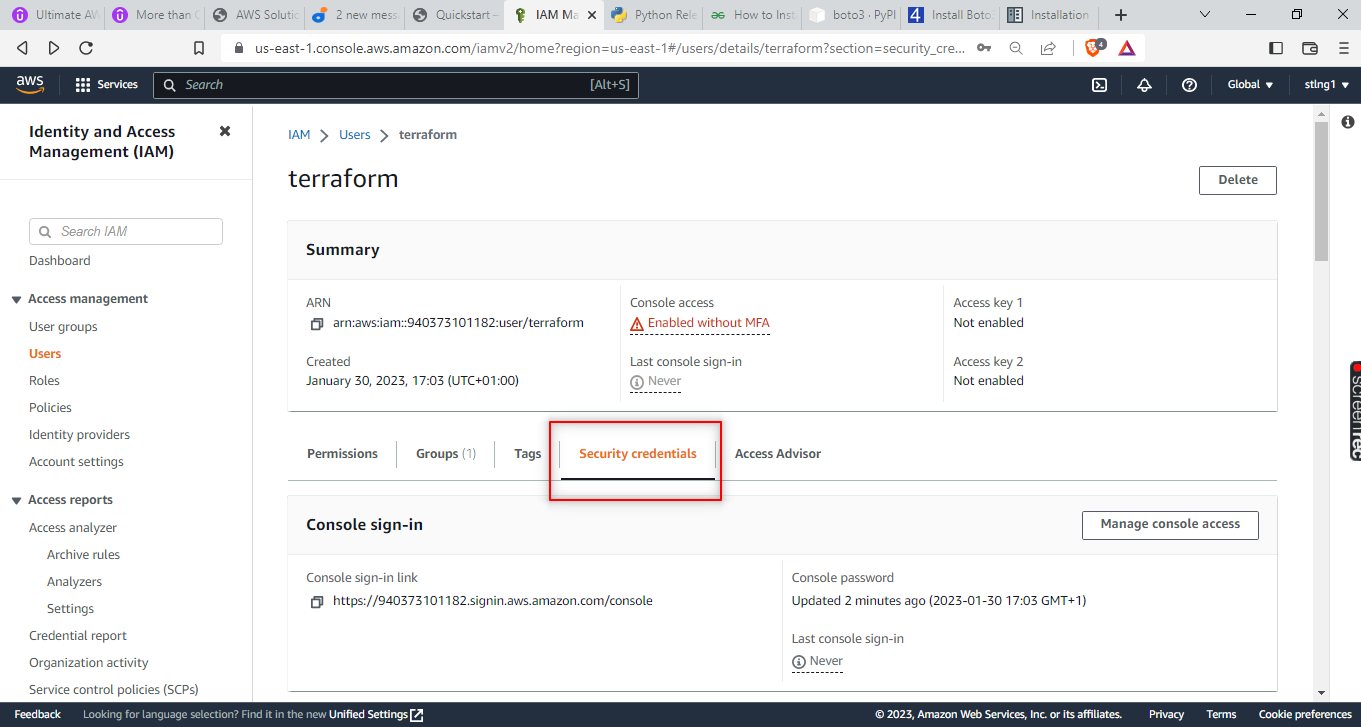 Ultimate AW
More than C
AWS Solutio
2 new mess
Quickstart –
IAM Ma
Python Rele
How to Inst
boto3 · PyPI
Install Boto
Installation
us-east-1.console.aws.amazon.com/iamv2/home?region=us-east-1#/users/details/terraform?section=security_cre...
4
aws
Services
Search
[Alt+S]
Global
stlng1
Identity and Access
Management (IAM)
Search IAM
Dashboard
Access management
User groups
Users
Roles
Policies
Identity providers
Account settings
Access reports
Access analyzer
Archive rules
Analyzers
Settings
Credential report
Organization activity
Service control policies (SCPs)
IAM > Users > terraform
terraform
Delete
Summary
ARN
arn:aws:iam::940373101182:user/terraform
Created
January 30, 2023, 17:03 (UTC+01:00)
Console access
Enabled without MFA
Last console sign-in
Never
Access key 1
Not enabled
Access key 2
Not enabled
Permissions
Groups (1)
Tags
Security credentials
Access Advisor
Console sign-in
Manage console access
Console sign-in link
https://940373101182.signin.aws.amazon.com/console
Console password
Updated 2 minutes ago (2023-01-30 17:03 GMT+1)
Last console sign-in
Never
screenrec
Feedback
Looking for language selection? Find it in the new Unified Settings
© 2023, Amazon Web Services, Inc. or its affiliates.
Privacy
Terms
Cookie preferences